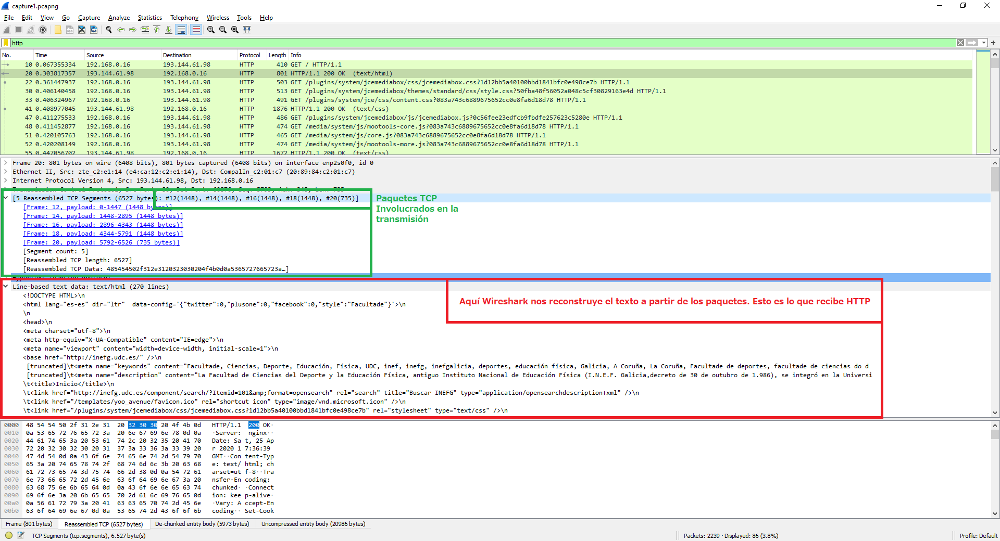 capture1.pcapng
File Edit View Go Capture Analyze Statistics Telephony Wireless Tools Help
http
No. Time Source Destination Protocol Length Info
10 0.067355334 192.168.0.16 193.144.61.98 HTTP 410 GET / HTTP/1.1
20 0.303817357 193.144.61.98 192.168.0.16 HTTP 801 HTTP/1.1 200 OK (text/html)
22 0.361447937 192.168.0.16 193.144.61.98 HTTP 503 GET /plugins/system/jcemediabox/css/jcemediabox.css?1d12bb5a40100bbd1841bfc0e498ce7b HTTP/1.1
30 0.406140458 192.168.0.16 193.144.61.98 HTTP 513 GET /plugins/system/jcemediabox/themes/standard/css/style.css?50fba48f56052a048c5cf30829163e4d HTTP/1.1
33 0.406324967 192.168.0.16 193.144.61.98 HTTP 491 GET /plugins/system/jce/css/content.css?083a743c6889675652cc0e8fa6d18d78 HTTP/1.1
41 0.408977045 193.144.61.98 192.168.0.16 HTTP 1876 HTTP/1.1 200 OK (text/css)
47 0.411275533 192.168.0.16 193.144.61.98 HTTP 486 GET /plugins/system/jcemediabox/js/jcemediabox.js?0c56fee23edfcb9fbdfe257623c5280e HTTP/1.1
48 0.411452877 192.168.0.16 193.144.61.98 HTTP 474 GET /media/system/js/mootools-core.js?083a743c6889675652cc0e8fa6d18d78 HTTP/1.1
51 0.420105763 192.168.0.16 193.144.61.98 HTTP 465 GET /media/system/js/core.js?083a743c6889675652cc0e8fa6d18d78 HTTP/1.1
52 0.420208149 192.168.0.16 193.144.61.98 HTTP 474 GET /media/system/js/mootools-more.js?083a743c6889675652cc0e8fa6d18d78 HTTP/1.1
55 0.447056702 193.144.61.98 192.168.0.16 HTTP 1672 HTTP/1.1 200 OK (text/css)
Frame 20: 801 bytes on wire (6408 bits), 801 bytes captured (6408 bits) on interface enp2s0f0, id 0
Ethernet II, Src: zte_c2:e1:14 (e4:ca:12:c2:e1:14), Dst: CompalIn_c2:01:c7 (20:89:84:c2:01:c7)
Internet Protocol Version 4, Src: 193.144.61.98, Dst: 192.168.0.16
[5 Reassembled TCP Segments (6527 bytes): #12(1448), #14(1448), #16(1448), #18(1448), #20(735)]
[Frame: 12, payload: 0-1447 (1448 bytes)]
[Frame: 14, payload: 1448-2895 (1448 bytes)]
[Frame: 16, payload: 2896-4343 (1448 bytes)]
[Frame: 18, payload: 4344-5791 (1448 bytes)]
[Frame: 20, payload: 5792-6526 (735 bytes)]
[Segment count: 5]
[Reassembled TCP length: 6527]
[Reassembled TCP Data: 485454502f312e3120323030204f4b0d0a5365727665723a…]
Paquetes TCP
Involucrados en la
transmisión
Line-based text data: text/html (270 lines)
<!DOCTYPE HTML>\n
<html lang="es-es" dir="ltr"  data-config='{"twitter":0,"plusone":0,"facebook":0,"style":"Facultade"}'>\n
\n
<head>\n
<meta charset="utf-8">\n
<meta http-equiv="X-UA-Compatible" content="IE=edge">\n
<meta name="viewport" content="width=device-width, initial-scale=1">\n
<base href="http://inefg.udc.es/" />\n
[truncated]\t<meta name="keywords" content="Facultade, Ciencias, Deporte, Educación, Física, UDC, inef, inefg, inefgalicia, deportes, educación física, Galicia, A Coruña, La Coruña, Facultade de deportes, facultade de ciencias do d
[truncated]\t<meta name="description" content="La Facultad de Ciencias del Deporte y la Educación Física, antiguo Instituto Nacional de Educación Física (I.N.E.F. Galicia,decreto de 30 de outubro de 1.986), se integró en la Universi
\t<title>Inicio</title>\n
\t<link href="http://inefg.udc.es/component/search/?Itemid=101&amp;format=opensearch" rel="search" title="Buscar INEFG" type="application/opensearchdescription+xml" />\n
\t<link href="/templates/yoo_avenue/favicon.ico" rel="shortcut icon" type="image/vnd.microsoft.icon" />\n
\t<link href="/plugins/system/jcemediabox/css/jcemediabox.css?1d12bb5a40100bbd1841bfc0e498ce7b" rel="stylesheet" type="text/css" />\n
Aquí Wireshark nos reconstruye el texto a partir de los paquetes. Esto es lo que recibe HTTP
0000 48 54 54 50 2f 31 2e 31 20 32 30 30 20 4f 4b 0d HTTP/1.1 200 OK·
0010 0a 53 65 72 76 65 72 3a 20 6e 67 69 6e 78 0d 0a ·Server: nginx··
0020 44 61 74 65 3a 20 53 61 74 2c 20 32 35 20 41 70 Date: Sa t, 25 Ap
0030 72 20 32 30 32 30 20 31 37 3a 33 36 3a 33 39 20 r 2020 1 7:36:39
0040 47 4d 54 0d 0a 43 6f 6e 74 65 6e 74 2d 54 79 70 GMT··Con tent-Typ
0050 65 3a 20 74 65 78 74 2f 68 74 6d 6c 3b 20 63 68 e: text/ html; ch
0060 61 72 73 65 74 3d 75 74 66 2d 38 0d 0a 54 72 61 arset=ut f-8··Tra
0070 6e 73 66 65 72 2d 45 6e 63 6f 64 69 6e 67 3a 20 nsfer-En coding:
0080 63 68 75 6e 6b 65 64 0d 0a 43 6f 6e 6e 65 63 74 chunked· ·Connect
0090 69 6f 6e 3a 20 6b 65 65 70 2d 61 6c 69 76 65 0d ion: kee p-alive·
00a0 0a 56 61 72 79 3a 20 41 63 63 65 70 74 2d 45 6e ·Vary: A ccept-En
00b0 63 6f 64 69 6e 67 0d 0a 53 65 74 2d 43 6f 6f 6b coding·· Set-Cook
Frame (801 bytes) Reassembled TCP (6527 bytes) De-chunked entity body (5973 bytes) Uncompressed entity body (20986 bytes)
TCP Segments (tcp.segments), 6.527 byte(s) Packets: 2239 · Displayed: 86 (3.8%) Profile: Default